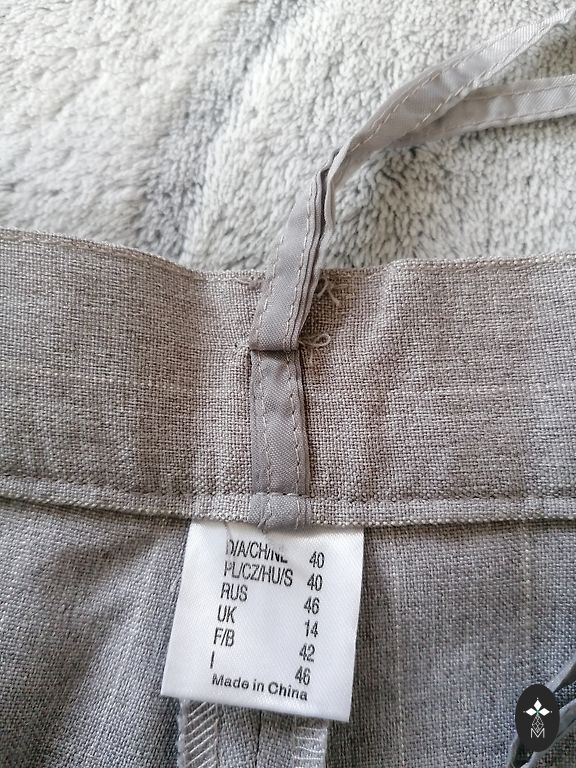 D/A/CH/NL 40
PL/CZ/HU/S 40
RUS 46
UK 14
F/B 42
I 46
Made in China
M